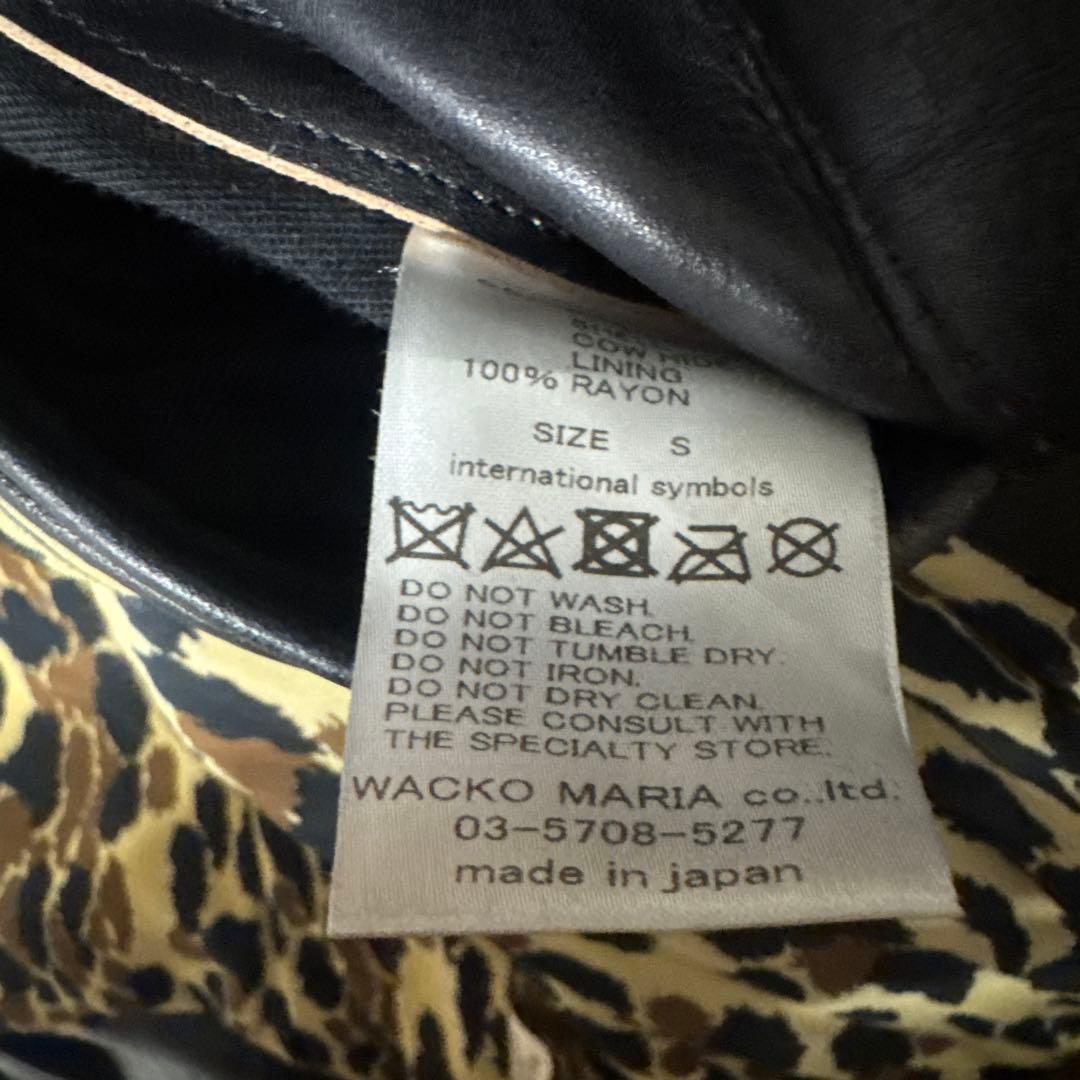 COW
LINING
100% RAYON
SIZE S
international symbols
DO NOT WASH.
DO NOT BLEACH.
DO NOT TUMBLE DRY.
DO NOT IRON.
DO NOT DRY CLEAN.
PLEASE CONSULT WITH
THE SPECIALTY STORE.
WACKO MARIA co.,ltd.
03-5708-5277
made in japan